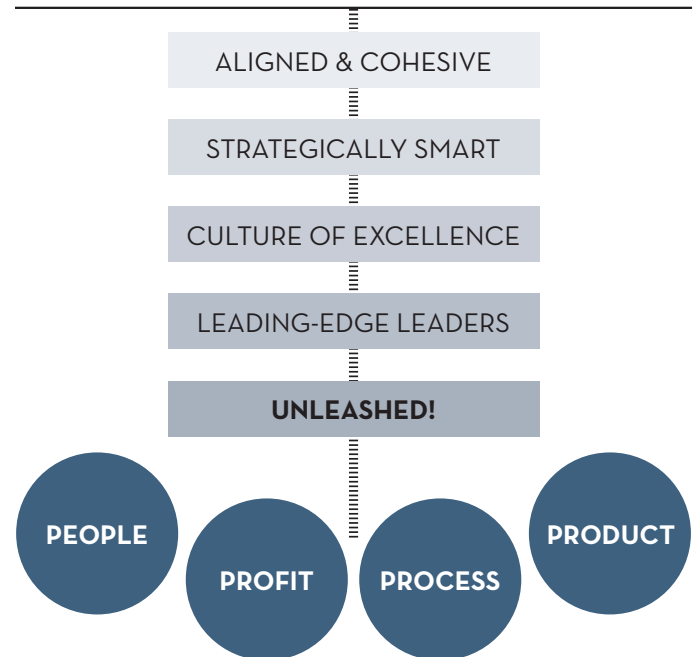 ALIGNED & COHESIVE
STRATEGICALLY SMART
CULTURE OF EXCELLENCE
LEADING-EDGE LEADERS
UNLEASHED!
PEOPLE
PROFIT
PROCESS
PRODUCT